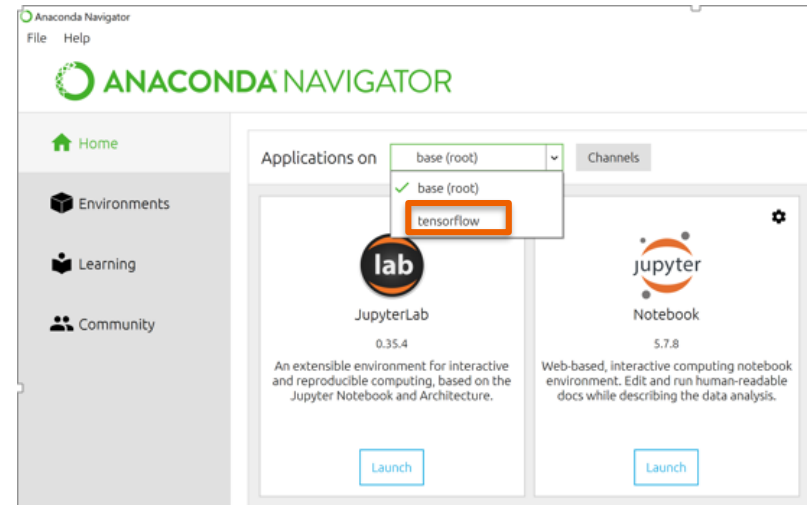 Anaconda Navigator
File Help
ANACONDA NAVIGATOR
Home
Environments
Learning
Community
Applications on base (root) Channels
base (root)
tensorflow
lab
JupyterLab
0.35.4
An extensible environment for interactive
and reproducible computing, based on the
Jupyter Notebook and Architecture.
Launch
jupyter
Notebook
5.7.8
Web-based, interactive computing notebook
environment. Edit and run human-readable
docs while describing the data analysis.
Launch